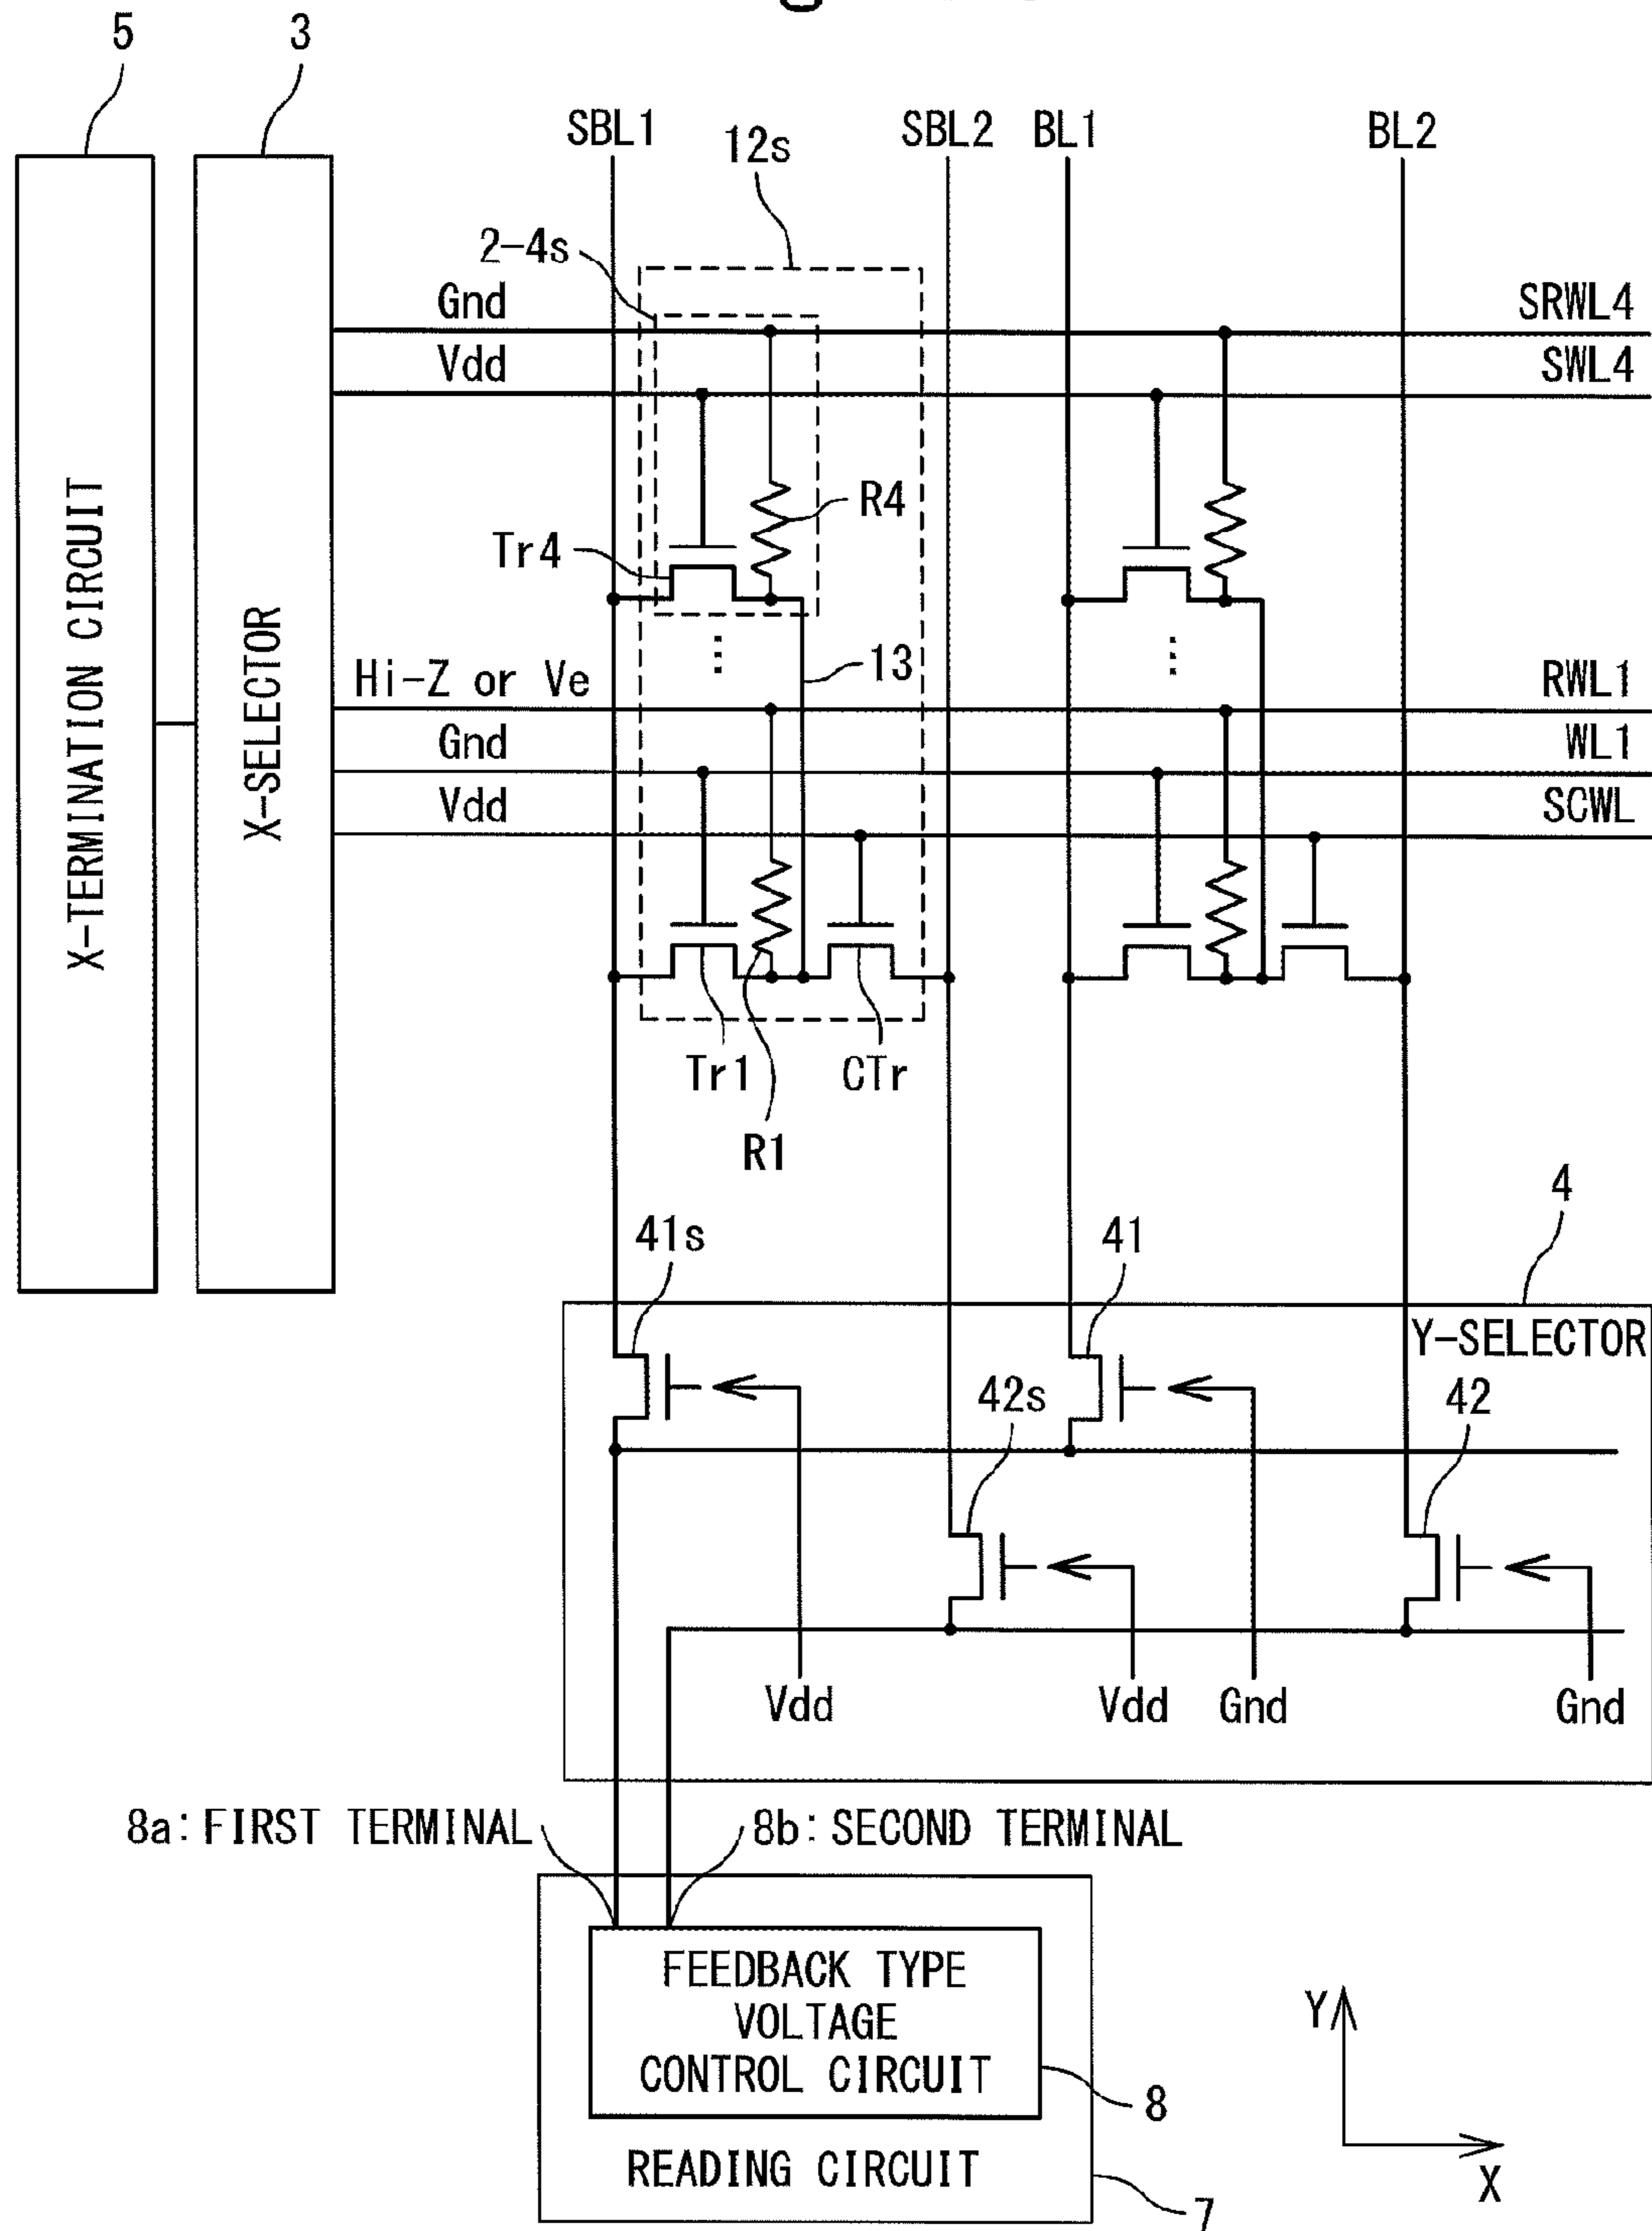 5
3
SBL1
SBL2
BL1
BL2
12s
2-4s
Gnd
SRWL4
Vdd
SWL4
R4
Tr4
13
Hi-Z or Ve
RWL1
Gnd
WL1
Vdd
SCWL
X-TERMINATION CIRCUIT
X-SELECTOR
Tr1
CTr
R1
4
41s
41
Y-SELECTOR
42s
42
Vdd
Vdd
Gnd
Gnd
8a:FIRST TERMINAL
8b:SECOND TERMINAL
FEEDBACK TYPE
VOLTAGE
CONTROL CIRCUIT
8
READING CIRCUIT
7
Y
X